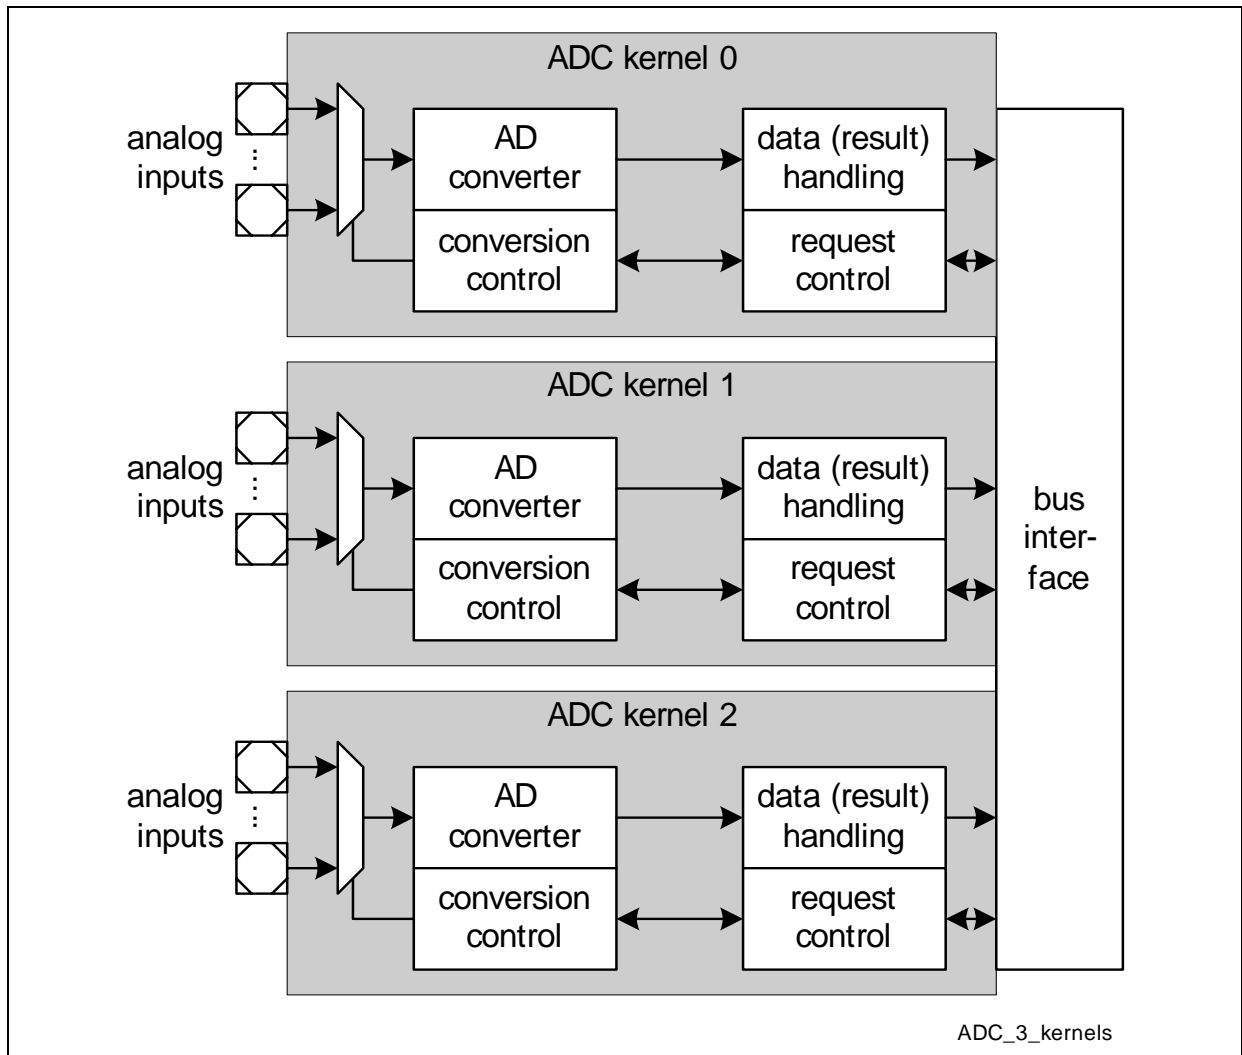 ADC kernel 0
analog
inputs
...
AD
converter
conversion
control
data (result)
handling
request
control
ADC kernel 1
analog
inputs
...
AD
converter
conversion
control
data (result)
handling
request
control
ADC kernel 2
analog
inputs
...
AD
converter
conversion
control
data (result)
handling
request
control
bus
inter-
face
ADC_3_kernels